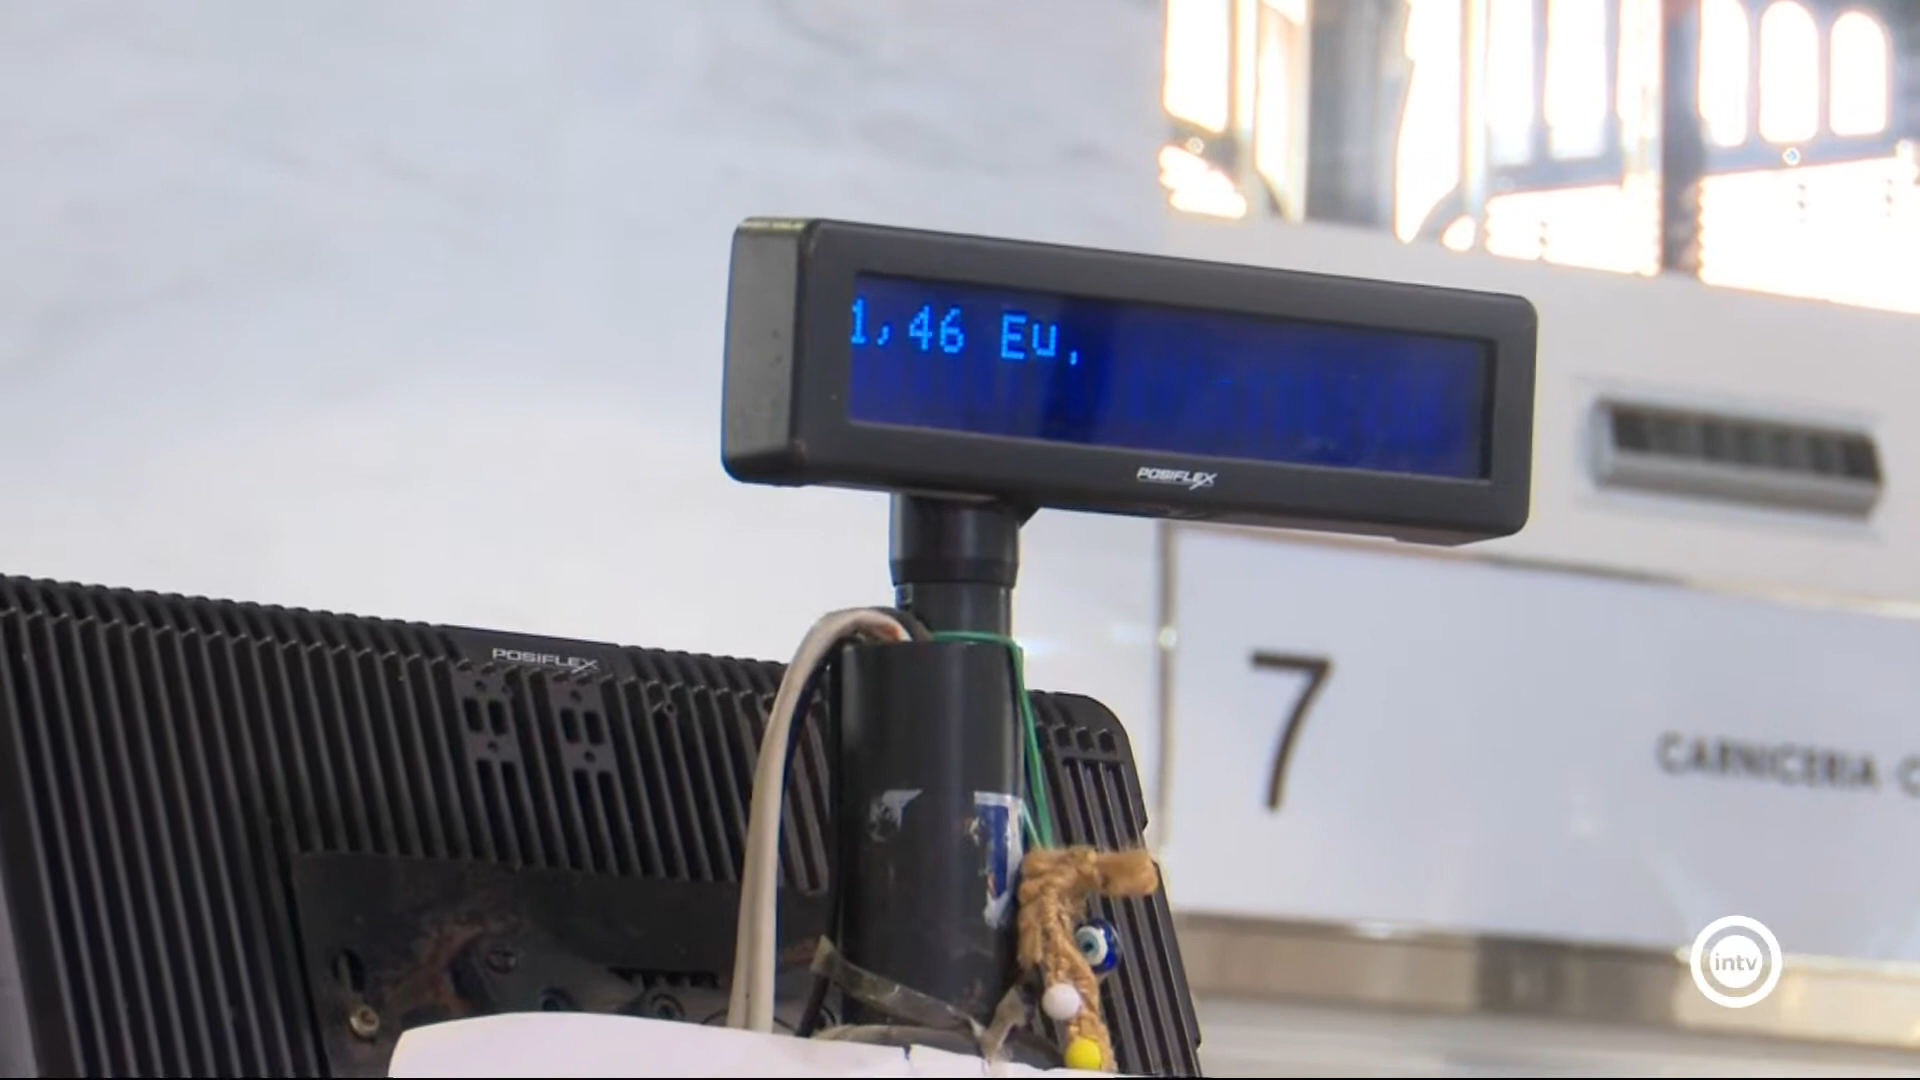 1,46 Eu.
POSIFLEX
POSIFLEX
7
CARNICERIA
intv